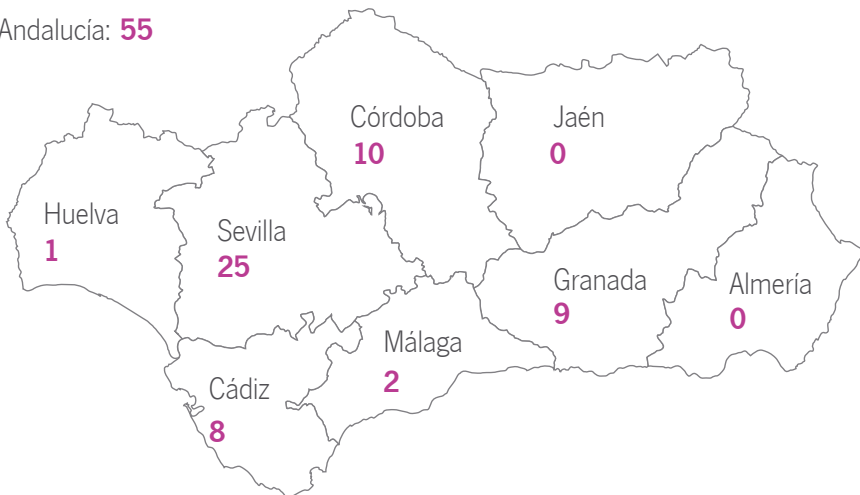 Andalucía: 55
Córdoba
10
Jaén
0
Huelva
1
Sevilla
25
Granada
9
Almería
0
Málaga
2
Cádiz
8